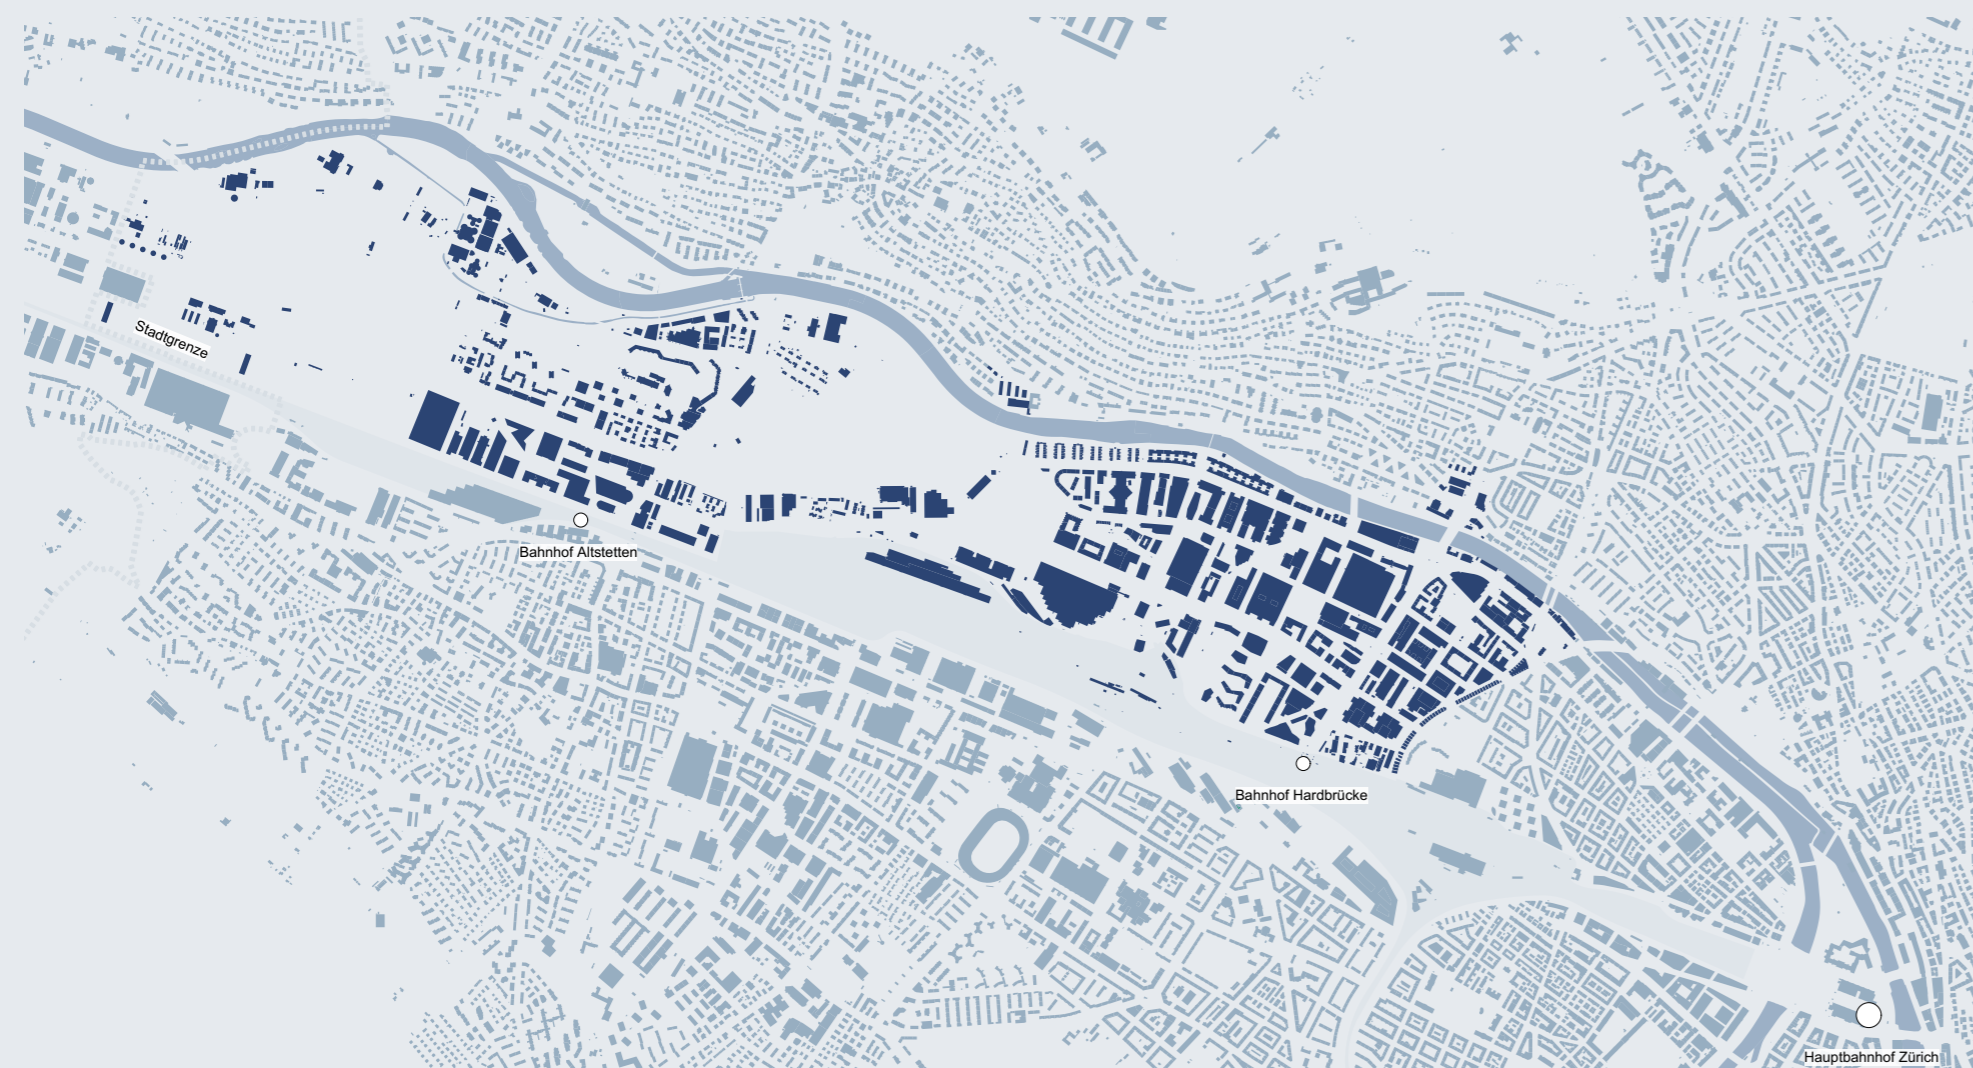 Stadtgrenze
Bahnhof Altstetten
Bahnhof Hardbrücke
Hauptbahnhof Zürich